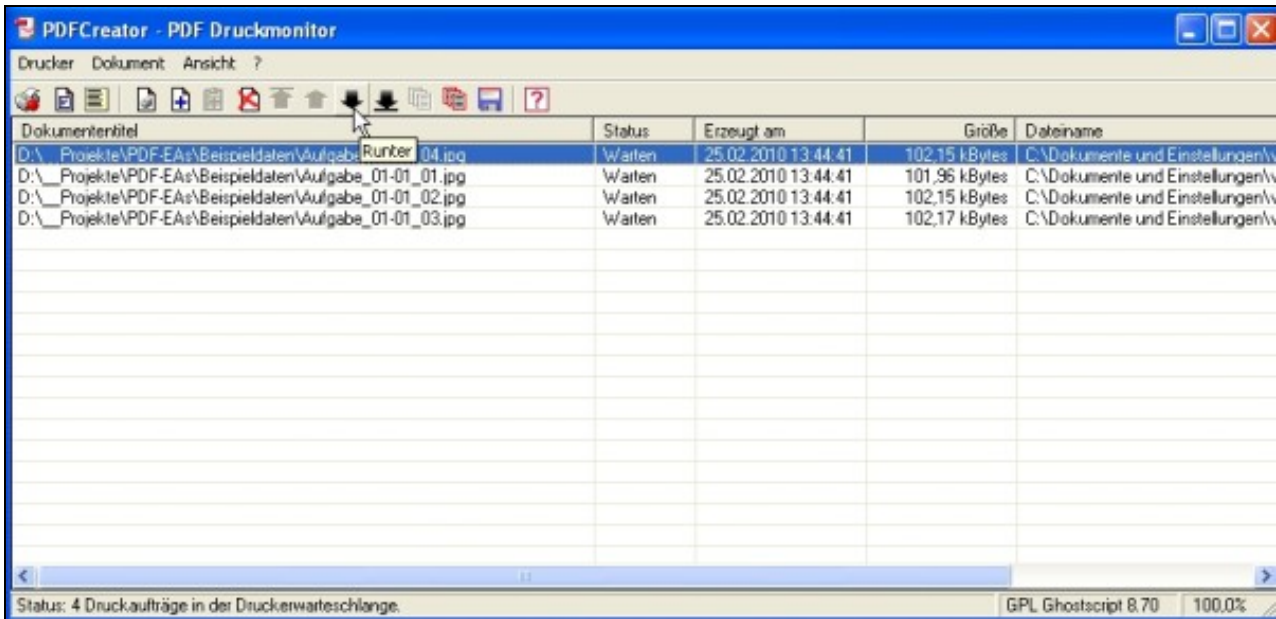 PDFCreator - PDF Druckmonitor
Drucker Dokument Ansicht ?
Dokumententitel Status Erzeugt am Größe Dateiname
Runter
D:\__Projekte\PDF-EAs\Beispieldaten\Aufgabe 04.jpg Warten 25.02.2010 13:44:41 102,15 kBytes C:\Dokumente und Einstellungen\v
D:\__Projekte\PDF-EAs\Beispieldaten\Aufgabe_01-01_01.jpg Warten 25.02.2010 13:44:41 101,96 kBytes C:\Dokumente und Einstellungen\v
D:\__Projekte\PDF-EAs\Beispieldaten\Aufgabe_01-01_02.jpg Warten 25.02.2010 13:44:41 102,15 kBytes C:\Dokumente und Einstellungen\v
D:\__Projekte\PDF-EAs\Beispieldaten\Aufgabe_01-01_03.jpg Warten 25.02.2010 13:44:41 102,17 kBytes C:\Dokumente und Einstellungen\v
Status: 4 Druckaufträge in der Druckerwarteschlange. GPL Ghostscript 8.70 100,0%